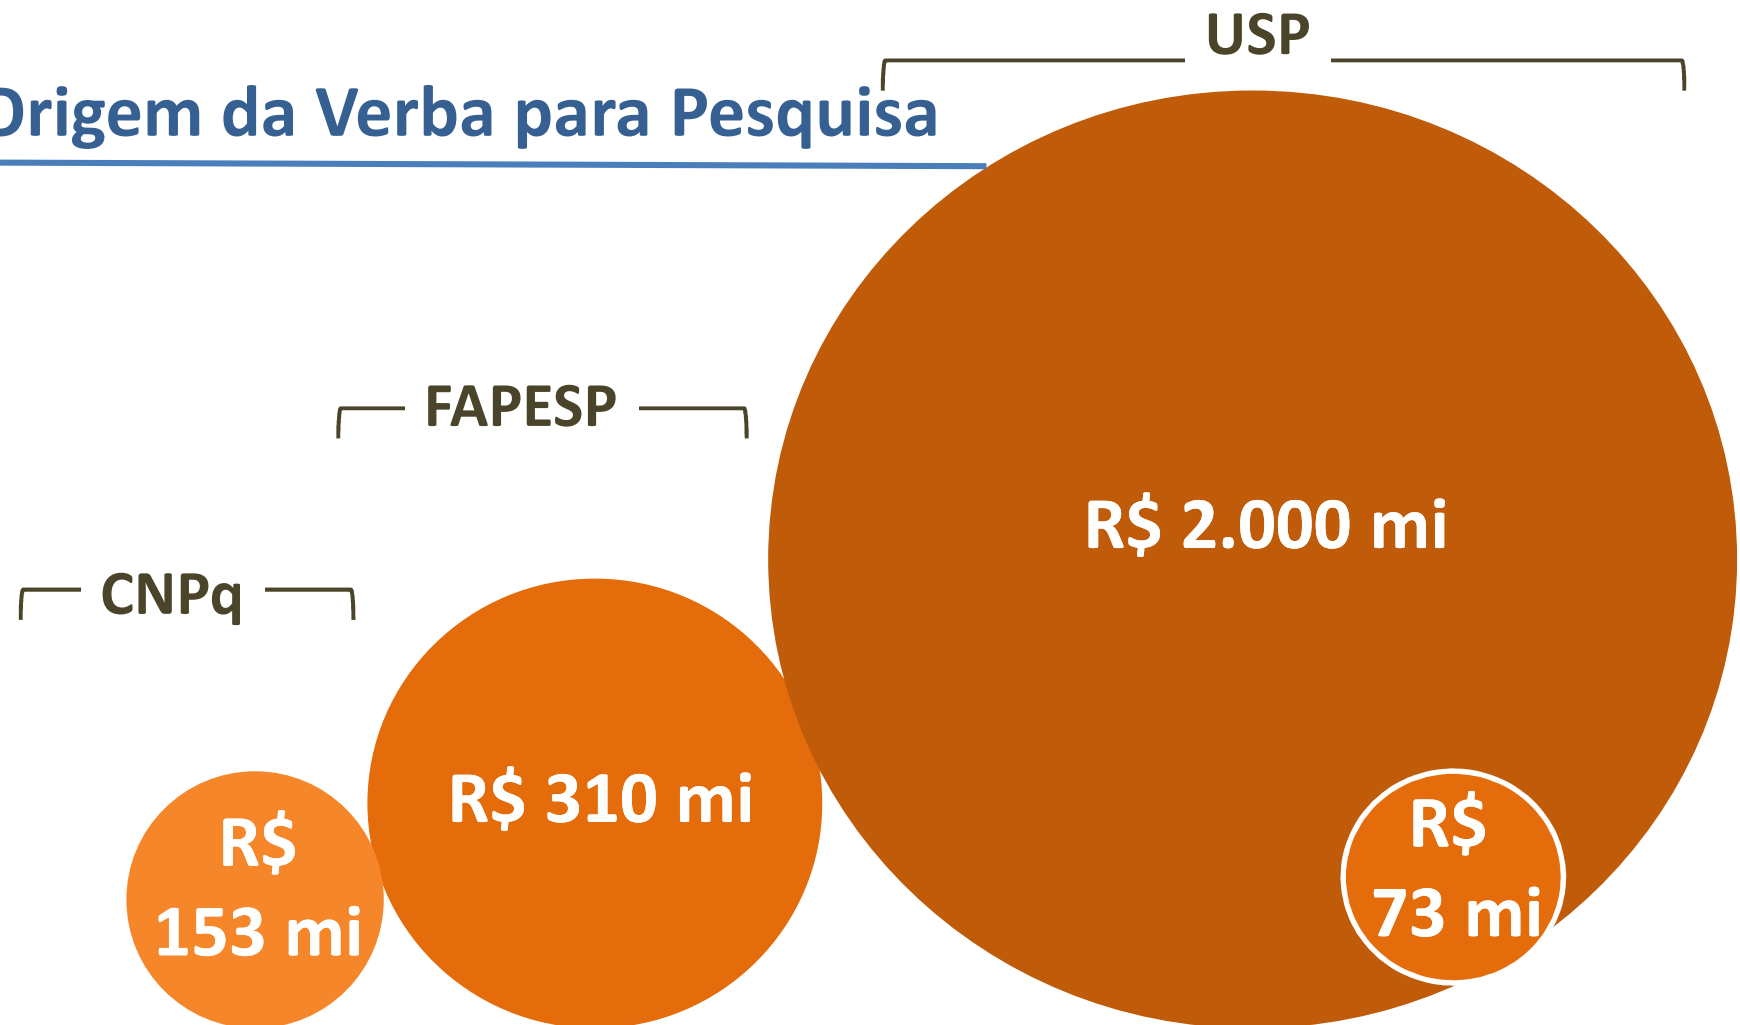 USP
Origem da Verba para Pesquisa
FAPESP
R$ 2.000 mi
CNPq
R$ 310 mi
R$
153 mi
R$
73 mi